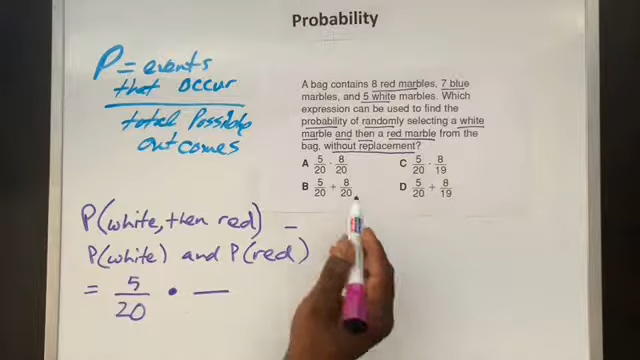 Probability
P = events
that occur
total possible
outcomes
A bag contains 8 red marbles, 7 blue
marbles, and 5 white marbles. Which
expression can be used to find the
probability of randomly selecting a white
marble and then a red marble from the
bag, without replacement?
A 5/20 · 8/20
C 5/20 · 8/19
B 5/20 + 8/20
D 5/20 + 8/19
P(white, then red) =
P(white) and P(red)
= 5/20 • —